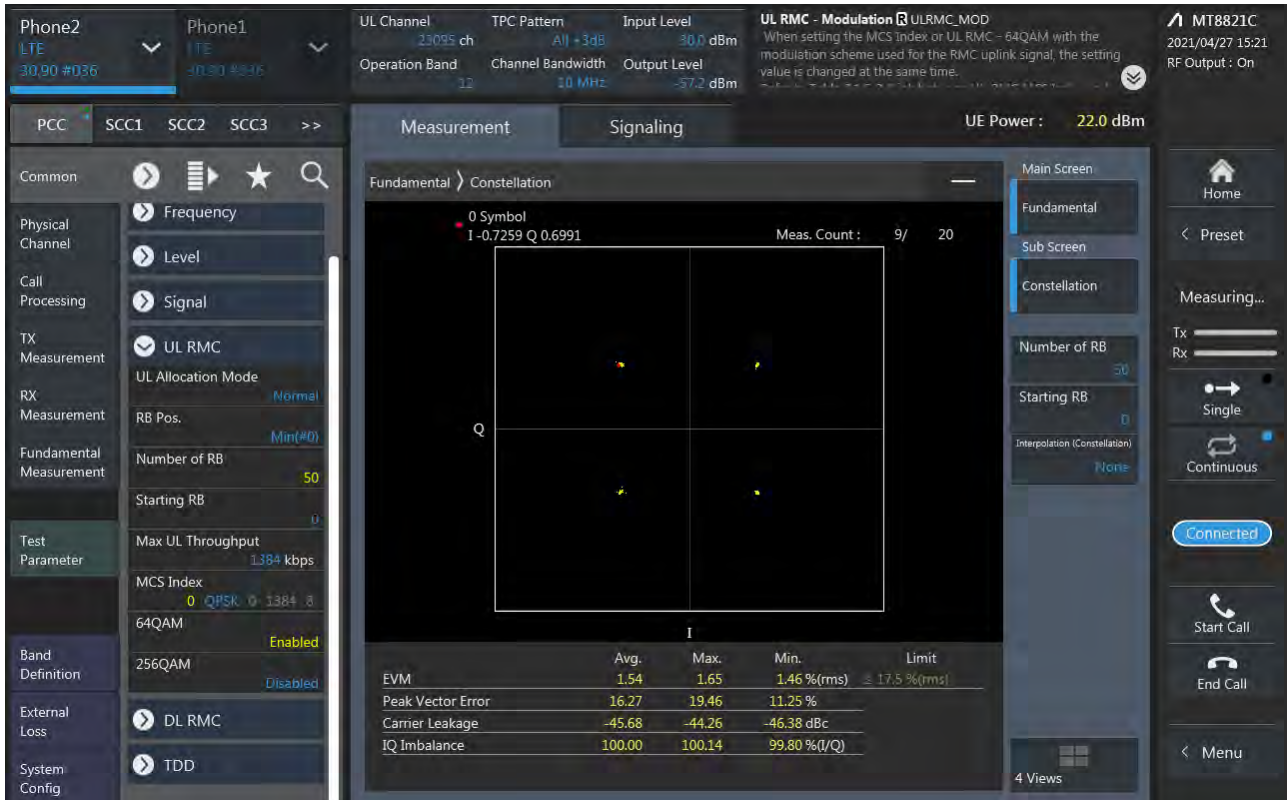 Phone2
LTE
30.90 #036
Phone1
LTE
30.90 #036
UL Channel
23095 ch
TPC Pattern
All +3dB
Input Level
30.0 dBm
Operation Band
12
Channel Bandwidth
10 MHz
Output Level
-57.2 dBm
UL RMC - Modulation R ULRMC_MOD
When setting the MCS Index or UL RMC - 64QAM with the
modulation scheme used for the RMC uplink signal, the setting
value is changed at the same time.
MT8821C
2021/04/27 15:21
RF Output : On
PCC SCC1 SCC2 SCC3 >>
Measurement
Signaling
UE Power : 22.0 dBm
Common
Physical
Channel
Call
Processing
TX
Measurement
RX
Measurement
Fundamental
Measurement
Test
Parameter
Band
Definition
External
Loss
System
Config
Frequency
Level
Signal
UL RMC
UL Allocation Mode
Normal
RB Pos.
Min(#0)
Number of RB
50
Starting RB
0
Max UL Throughput
1384 kbps
MCS Index
0 QPSK 0 1384 8
64QAM
Enabled
256QAM
Disabled
DL RMC
TDD
Fundamental 〉 Constellation
0 Symbol
I -0.7259 Q 0.6991
Meas. Count : 9/ 20
Q
I
Avg. Max. Min. Limit
EVM 1.54 1.65 1.46 %(rms) ≤ 17.5 %(rms)
Peak Vector Error 16.27 19.46 11.25 %
Carrier Leakage -45.68 -44.26 -46.38 dBc
IQ Imbalance 100.00 100.14 99.80 %(I/Q)
Main Screen
Fundamental
Sub Screen
Constellation
Number of RB
50
Starting RB
0
Interpolation (Constellation)
None
4 Views
Home
< Preset
Measuring...
Tx
Rx
Single
Continuous
Connected
Start Call
End Call
< Menu